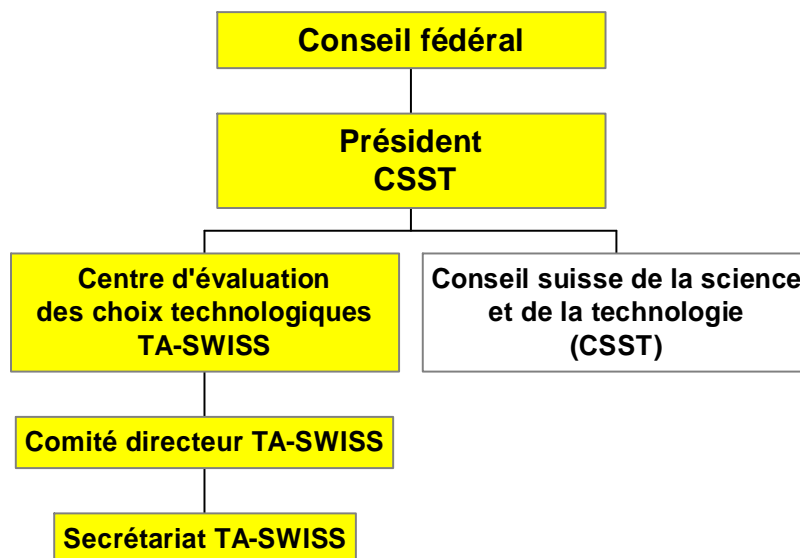 Conseil fédéral
Président
CSST
Centre d'évaluation
des choix technologiques
TA-SWISS
Conseil suisse de la science
et de la technologie
(CSST)
Comité directeur TA-SWISS
Secrétariat TA-SWISS